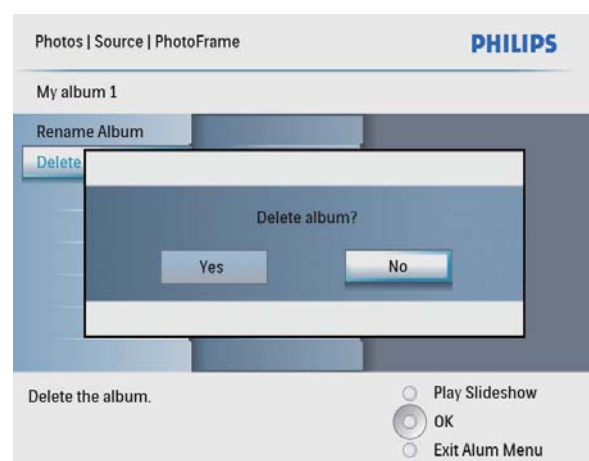 Photos | Source | PhotoFrame
PHILIPS
My album 1
Rename Album
Delete
Delete album?
Yes No
Delete the album.
Play Slideshow
OK
Exit Alum Menu